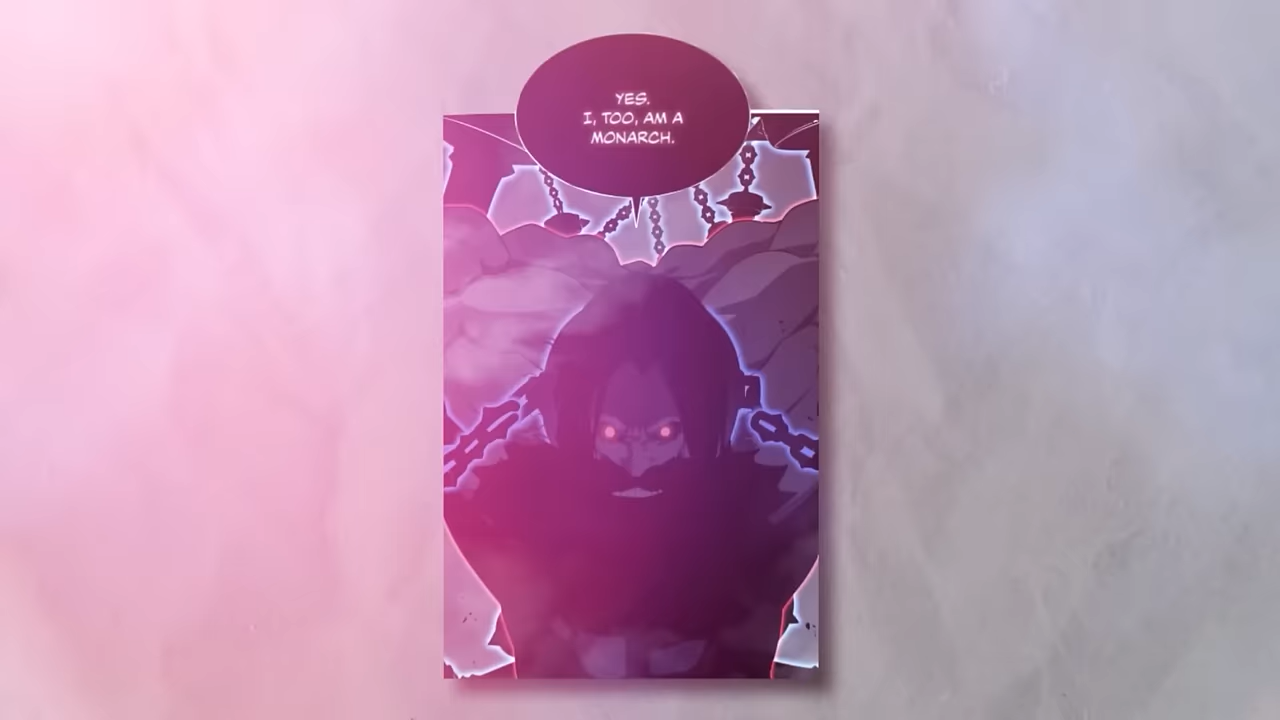 YES.
I, TOO, AM A
MONARCH.